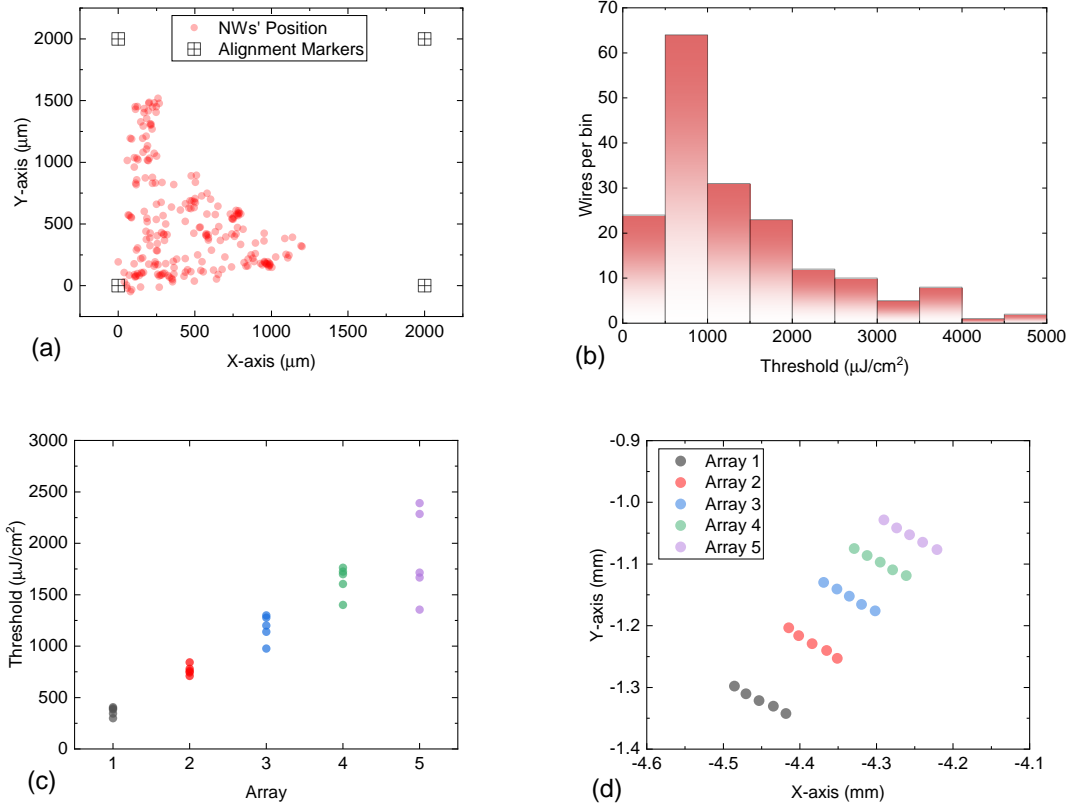 NWs' Position
Alignment Markers
2000
1500
1000
500
0
Y-axis (μm)
0 500 1000 1500 2000
X-axis (μm)
(a)
70
60
50
40
30
20
10
0
Wires per bin
0 1000 2000 3000 4000 5000
Threshold (μJ/cm²)
(b)
3000
2500
2000
1500
1000
500
0
Threshold (μJ/cm²)
1 2 3 4 5
Array
(c)
Array 1
Array 2
Array 3
Array 4
Array 5
-0.9
-1.0
-1.1
-1.2
-1.3
-1.4
Y-axis (mm)
-4.6 -4.5 -4.4 -4.3 -4.2 -4.1
X-axis (mm)
(d)